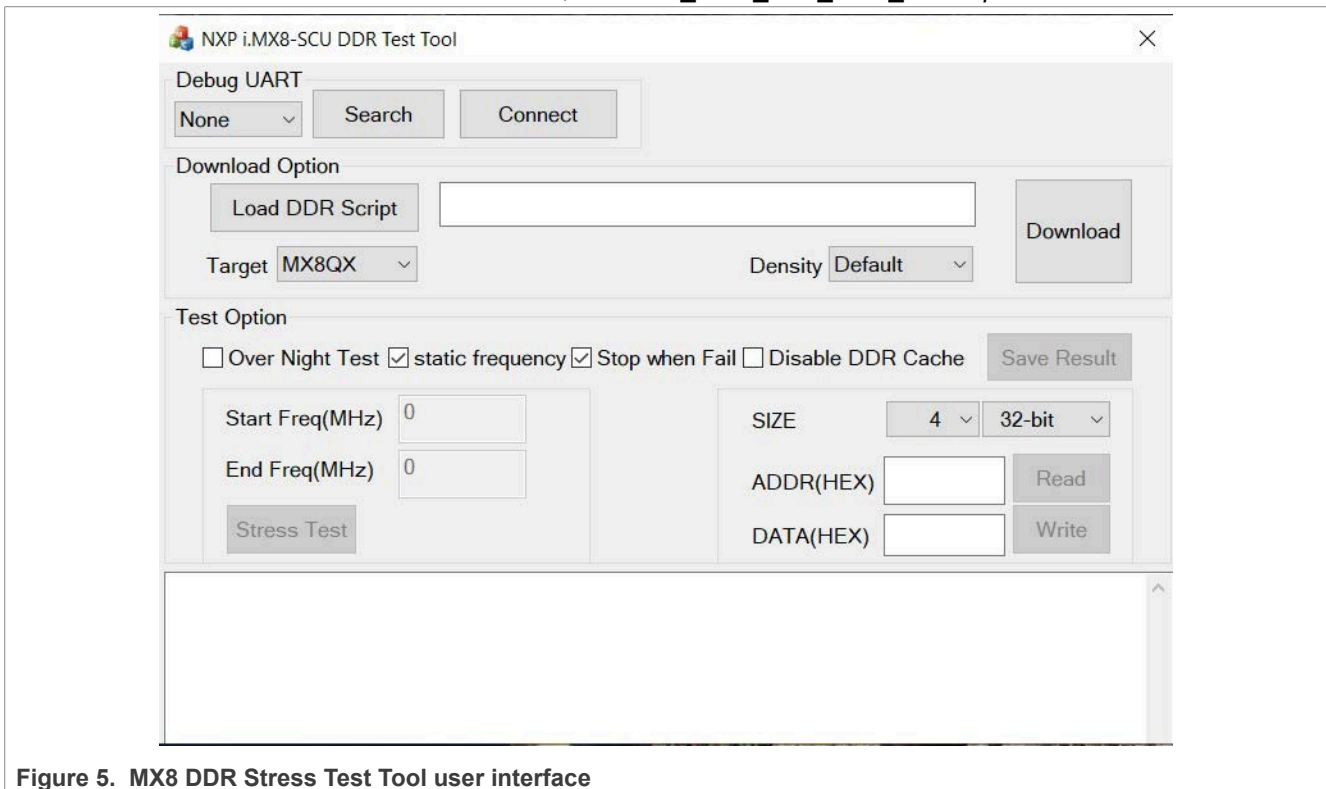 NXP i.MX8-SCU DDR Test Tool
Debug UART
None Search Connect
Download Option
Load DDR Script
Download
Target MX8QX Density Default
Test Option
Over Night Test static frequency Stop when Fail Disable DDR Cache Save Result
Start Freq(MHz) 0
End Freq(MHz) 0
Stress Test
SIZE 4 32-bit
ADDR(HEX) Read
DATA(HEX) Write
Figure 5. MX8 DDR Stress Test Tool user interface